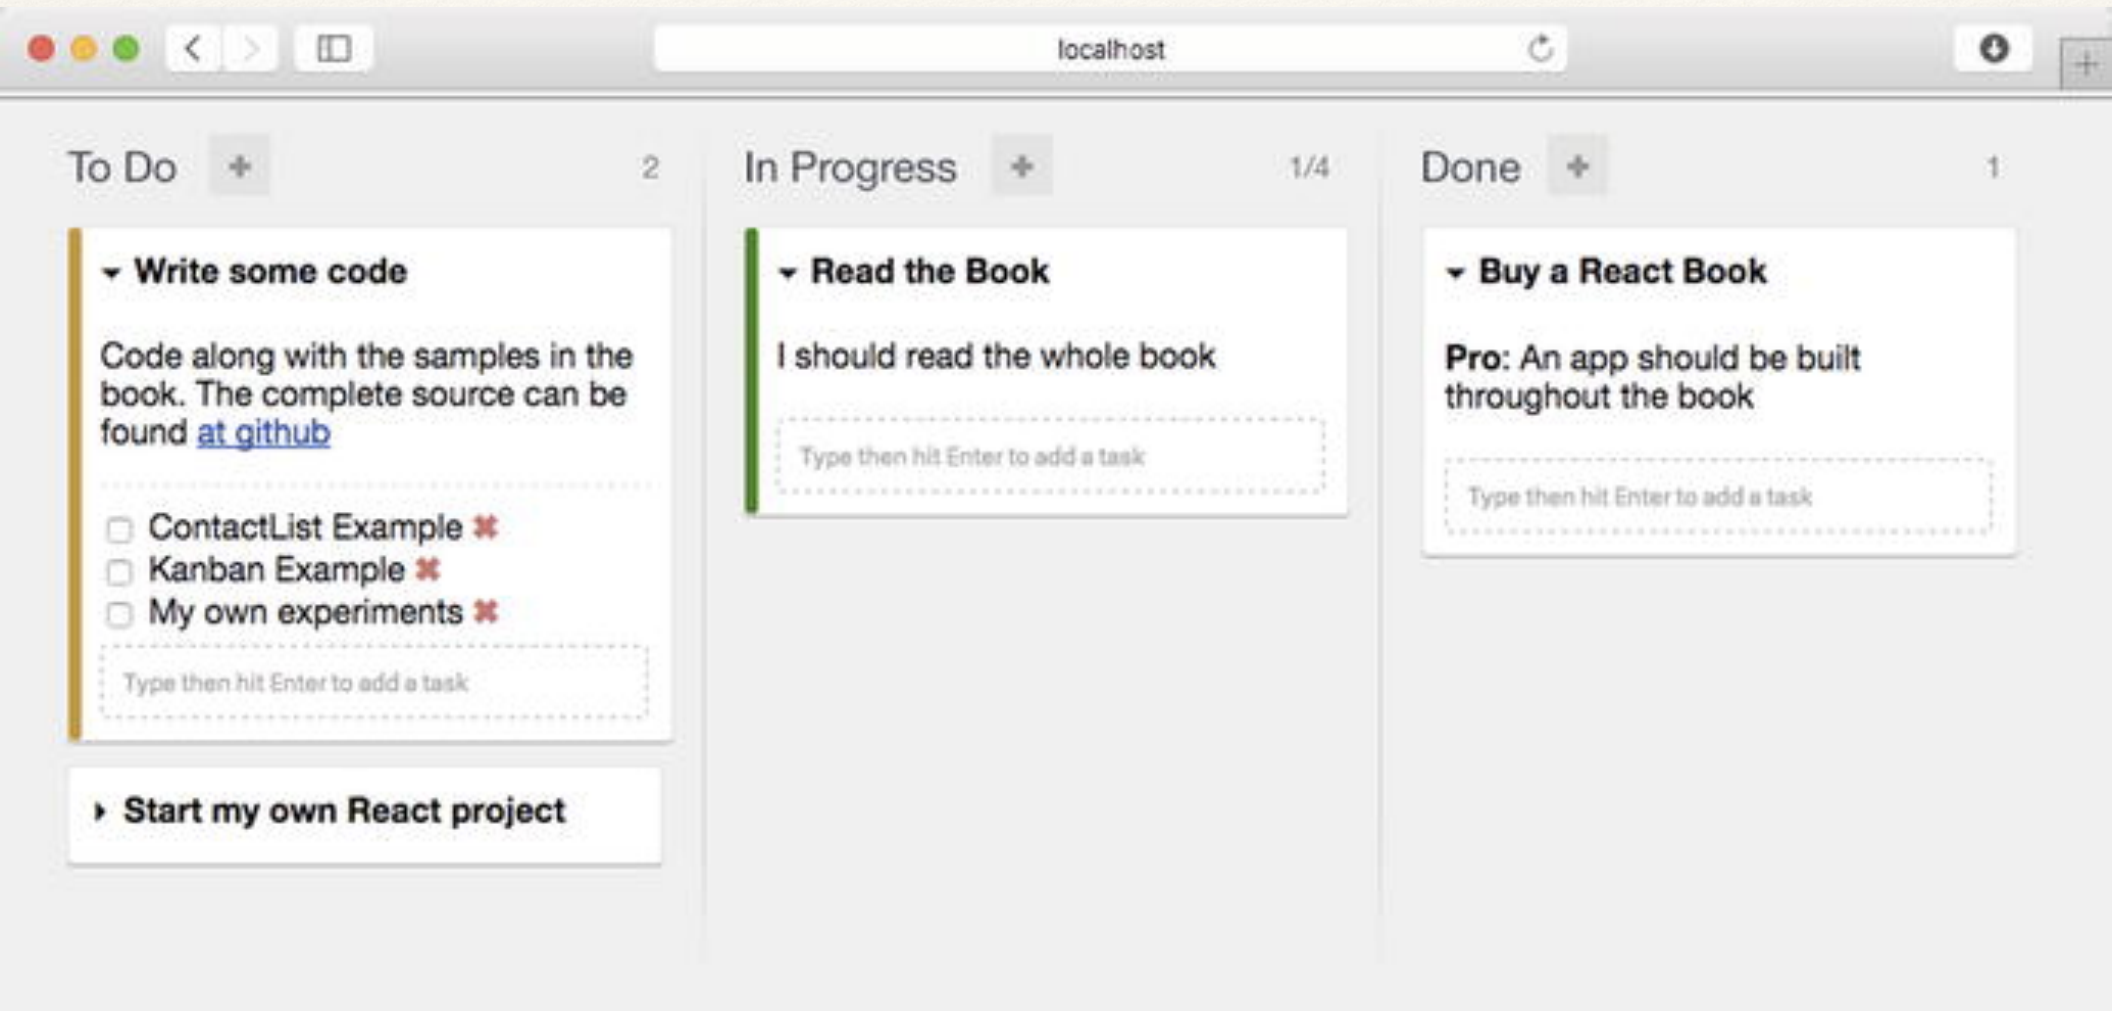 localhost
To Do
2
Write some code
Code along with the samples in the
book. The complete source can be
found at github
ContactList Example
Kanban Example
My own experiments
Type then hit Enter to add a task
Start my own React project
In Progress
1/4
Read the Book
I should read the whole book
Type then hit Enter to add a task
Done
1
Buy a React Book
Pro: An app should be built
throughout the book
Type then hit Enter to add a task